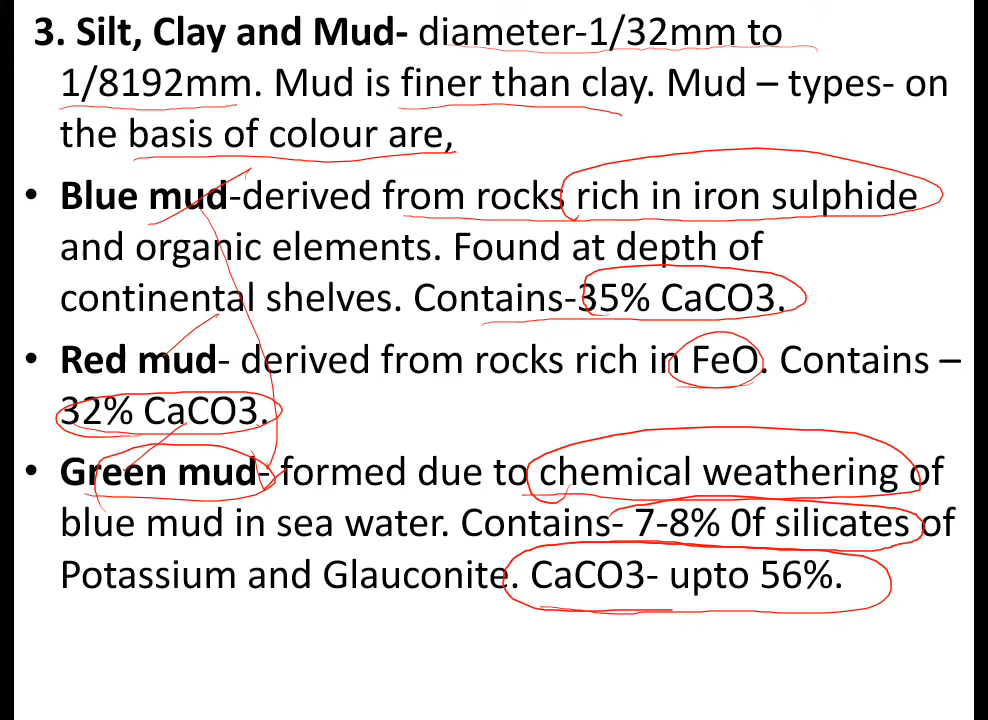 3. Silt, Clay and Mud- diameter-1/32mm to
1/8192mm. Mud is finer than clay. Mud – types- on
the basis of colour are,
• Blue mud-derived from rocks rich in iron sulphide
and organic elements. Found at depth of
continental shelves. Contains-35% CaCO3.
• Red mud- derived from rocks rich in FeO. Contains –
32% CaCO3.
• Green mud- formed due to chemical weathering of
blue mud in sea water. Contains- 7-8% 0f silicates of
Potassium and Glauconite. CaCO3- upto 56%.